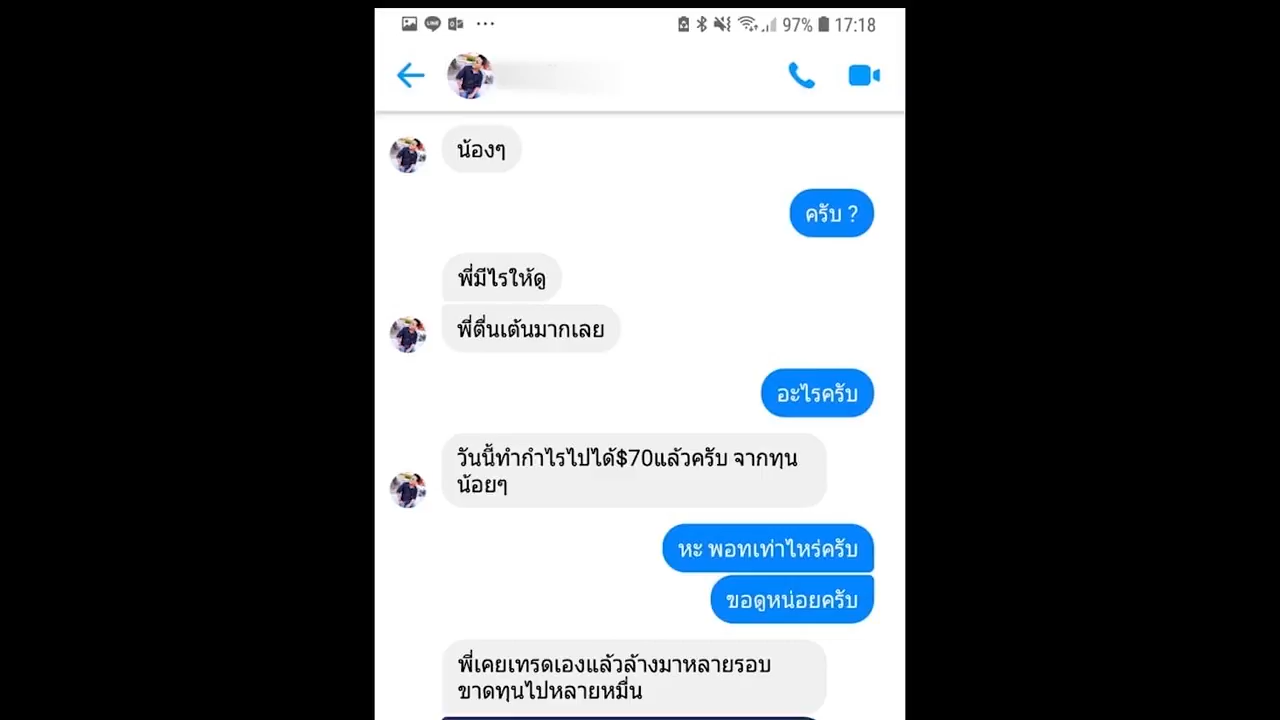 97% 17:18
น้องๆ
ครับ ?
พี่มีไรให้ดู
พี่ตื่นเต้นมากเลย
อะไรครับ
วันนี้ทำกำไรไปได้$70แล้วครับ จากทุน
น้อยๆ
หะ พอทเท่าไหร่ครับ
ขอดูหน่อยครับ
พี่เคยเทรดเองแล้วล้างมาหลายรอบ
ขาดทุนไปหลายหมื่น